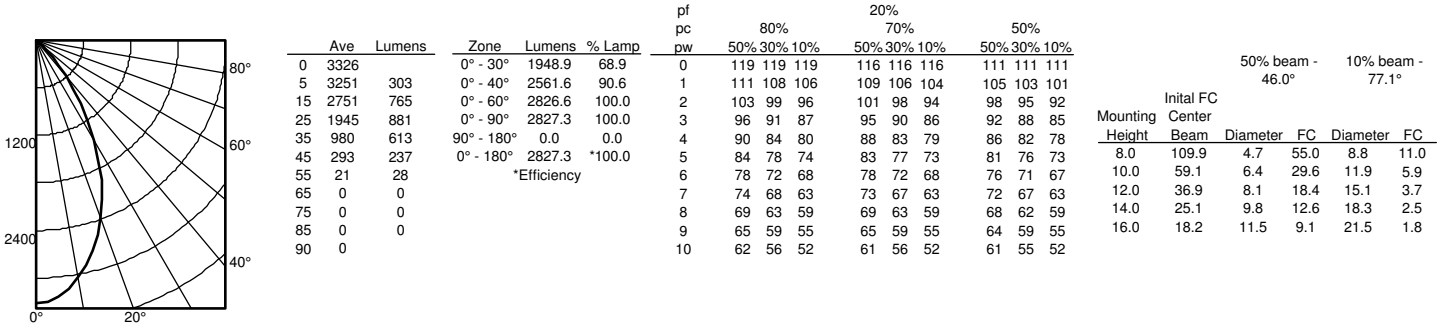 1200
2400
0°
20°
40°
60°
80°
Ave Lumens
0 3326
5 3251 303
15 2751 765
25 1945 881
35 980 613
45 293 237
55 21 28
65 0 0
75 0 0
85 0 0
90 0
Zone Lumens % Lamp
0° - 30° 1948.9 68.9
0° - 40° 2561.6 90.6
0° - 60° 2826.6 100.0
0° - 90° 2827.3 100.0
90° - 180° 0.0 0.0
0° - 180° 2827.3 *100.0
*Efficiency
pf 20%
pc 80% 70% 50%
pw 50% 30% 10% 50% 30% 10% 50% 30% 10%
0 119 119 119 116 116 116 111 111 111
1 111 108 106 109 106 104 105 103 101
2 103 99 96 101 98 94 98 95 92
3 96 91 87 95 90 86 92 88 85
4 90 84 80 88 83 79 86 82 78
5 84 78 74 83 77 73 81 76 73
6 78 72 68 78 72 68 76 71 67
7 74 68 63 73 67 63 72 67 63
8 69 63 59 69 63 59 68 62 59
9 65 59 55 65 59 55 64 59 55
10 62 56 52 61 56 52 61 55 52
50% beam - 10% beam -
46.0° 77.1°
Inital FC
Mounting Center
Height Beam Diameter FC Diameter FC
8.0 109.9 4.7 55.0 8.8 11.0
10.0 59.1 6.4 29.6 11.9 5.9
12.0 36.9 8.1 18.4 15.1 3.7
14.0 25.1 9.8 12.6 18.3 2.5
16.0 18.2 11.5 9.1 21.5 1.8